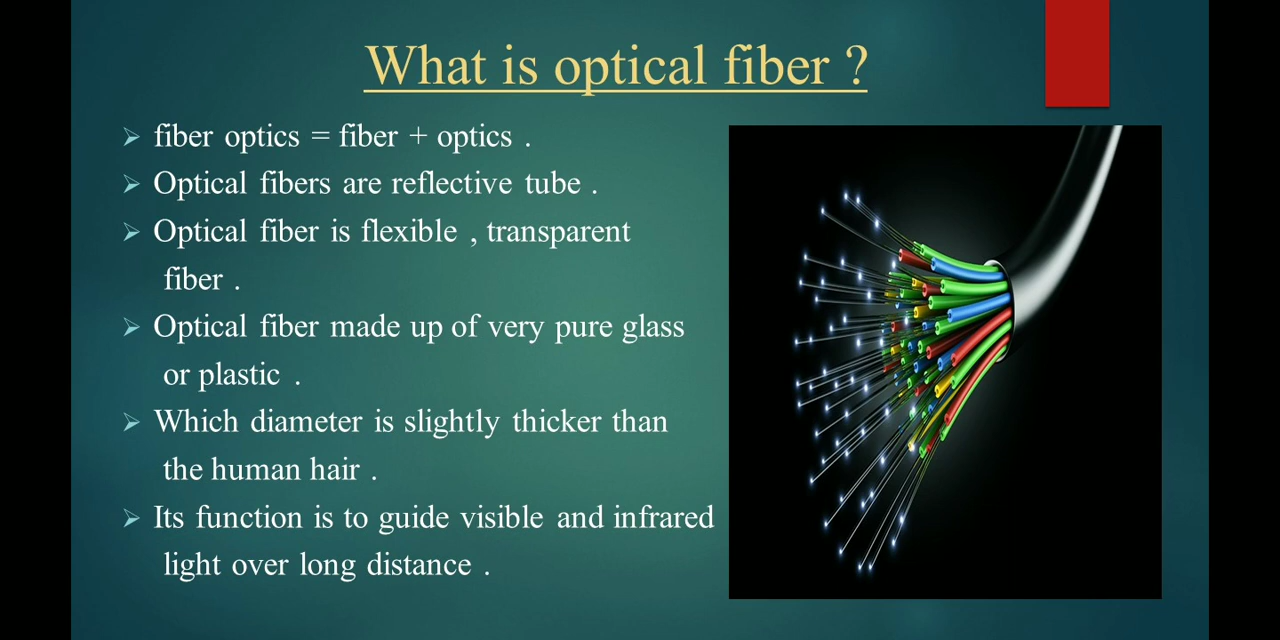 What is optical fiber ?
fiber optics = fiber + optics .
Optical fibers are reflective tube .
Optical fiber is flexible , transparent
fiber .
Optical fiber made up of very pure glass
or plastic .
Which diameter is slightly thicker than
the human hair .
Its function is to guide visible and infrared
light over long distance .